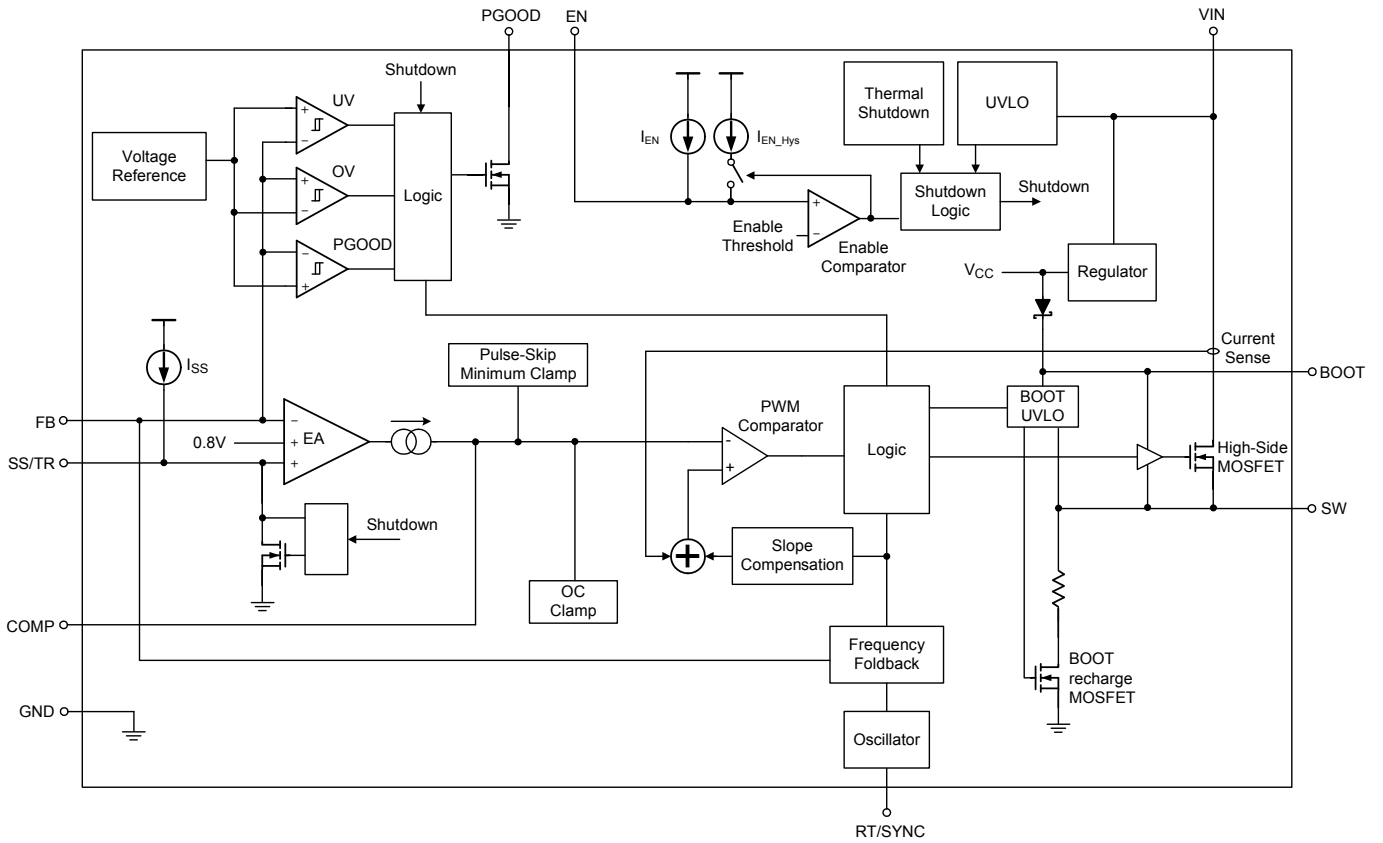 PGOOD
EN
VIN
Shutdown
UV
Voltage
Reference
OV
Logic
PGOOD
I_EN
I_EN_Hys
Thermal
Shutdown
UVLO
Shutdown
Logic
Shutdown
Enable
Threshold
Enable
Comparator
V_CC
Regulator
I_SS
Pulse-Skip
Minimum Clamp
Current
Sense
BOOT
BOOT
UVLO
FB
0.8V
EA
SS/TR
PWM
Comparator
Logic
High-Side
MOSFET
SW
Shutdown
Slope
Compensation
OC
Clamp
COMP
Frequency
Foldback
BOOT
recharge
MOSFET
GND
Oscillator
RT/SYNC